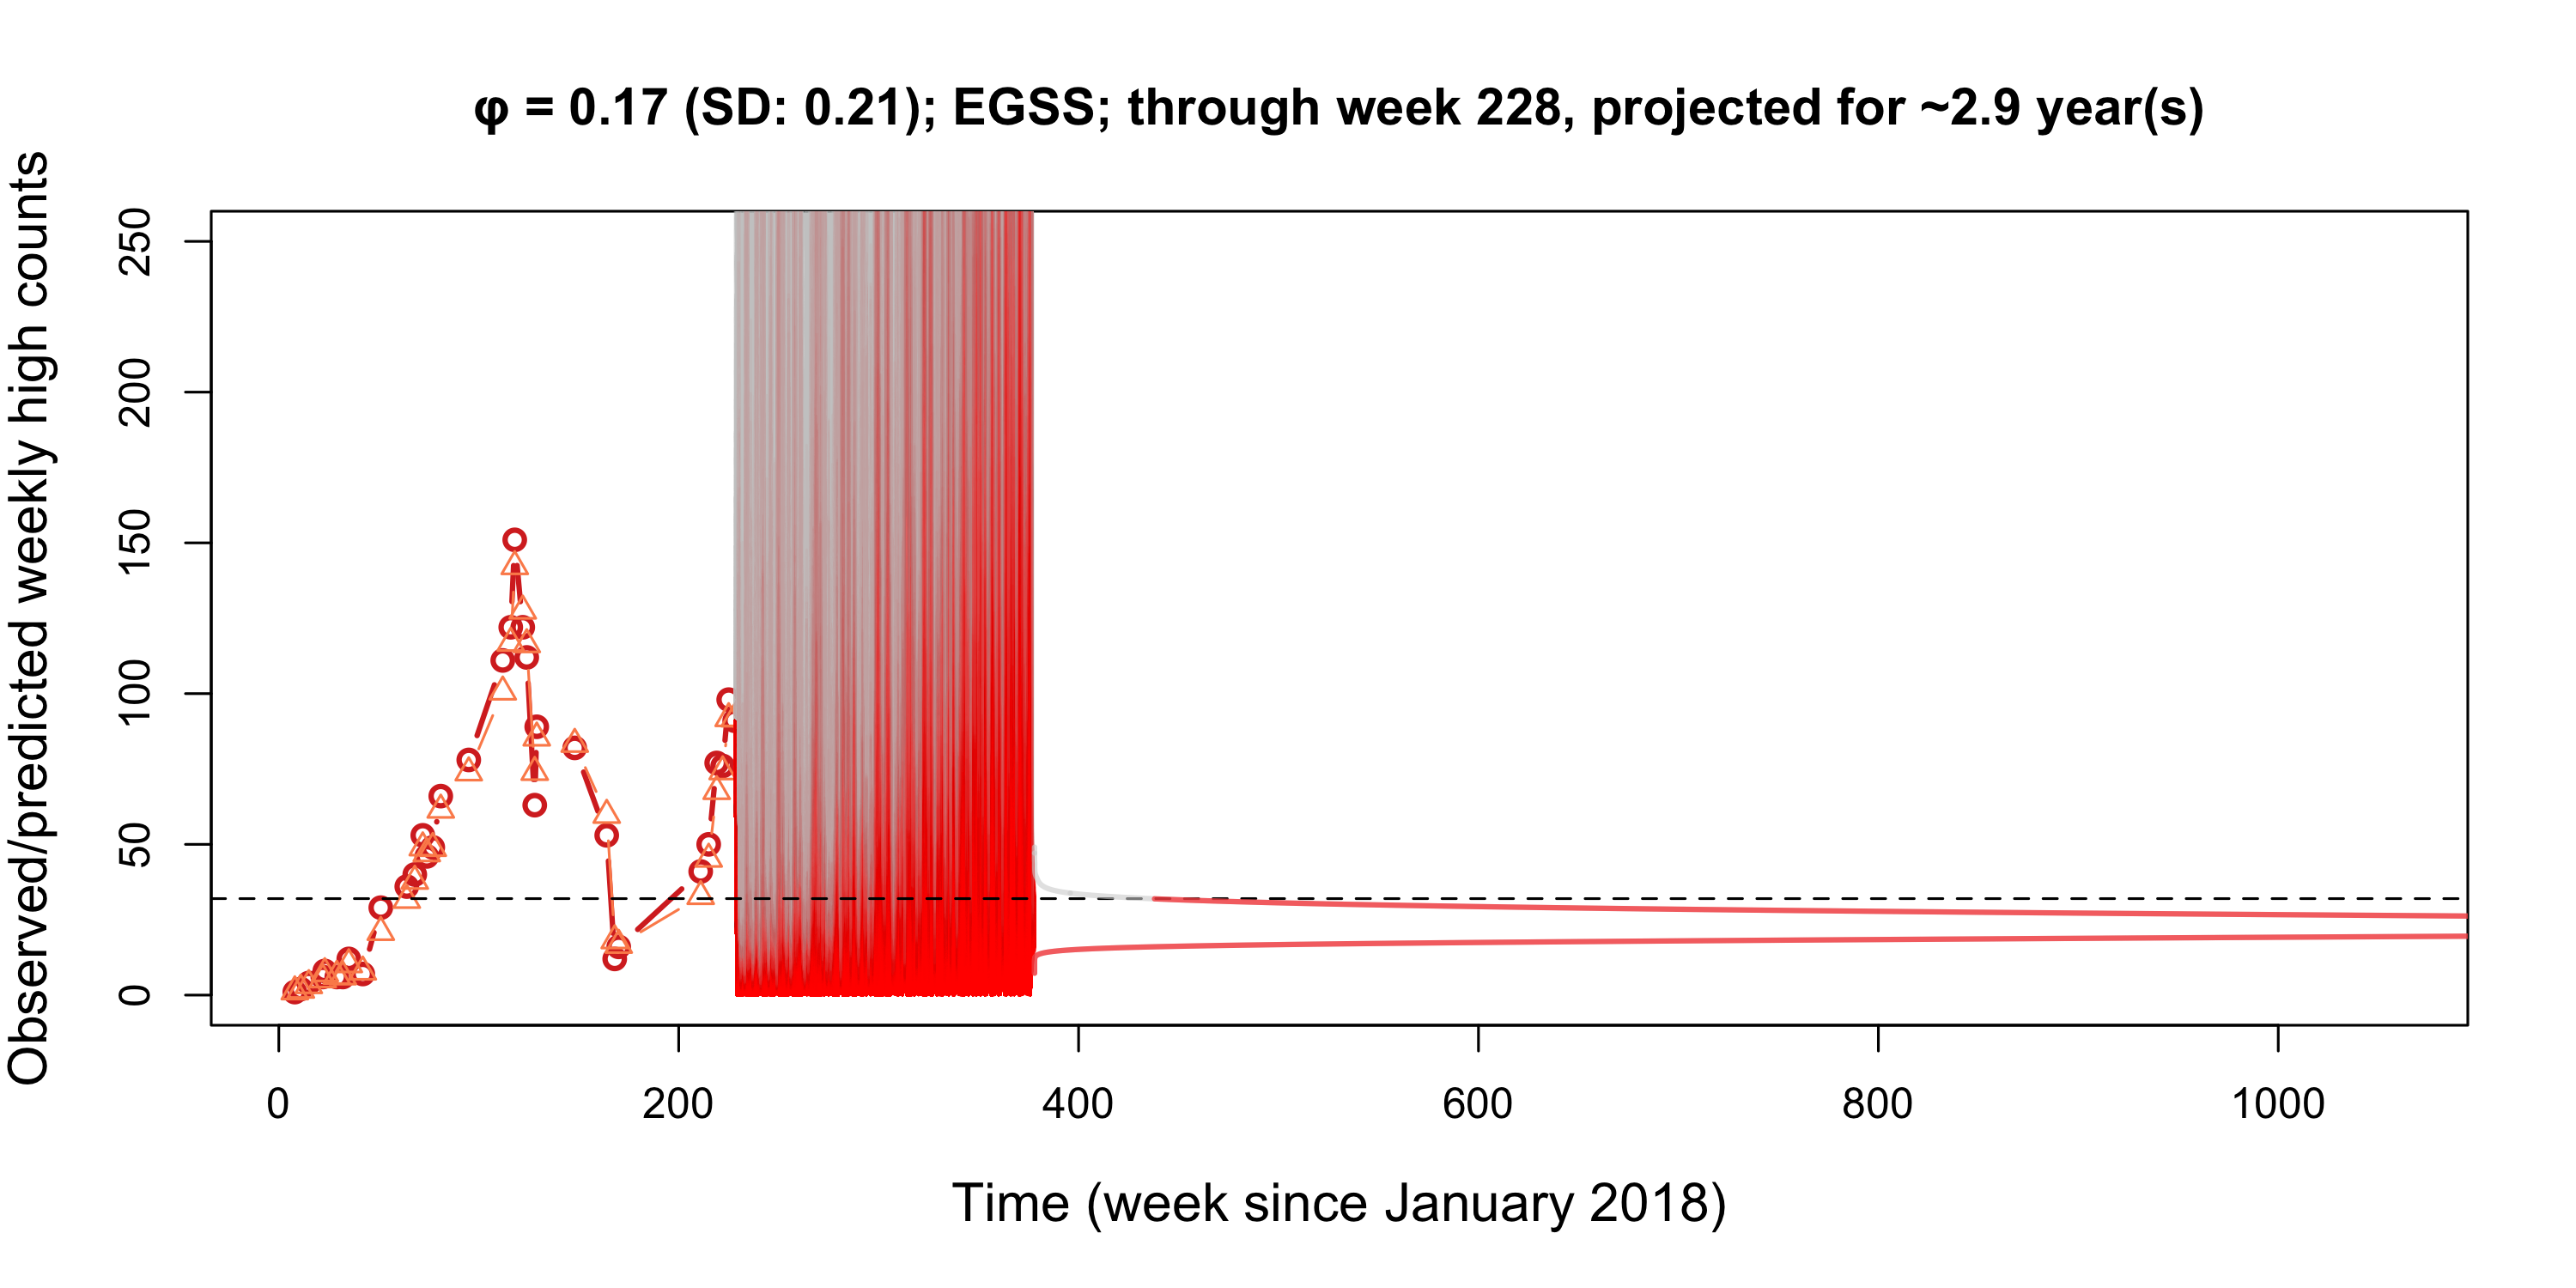 φ = 0.17 (SD: 0.21); EGSS; through week 228, projected for ~2.9 year(s)
Observed/predicted weekly high counts
250
200
150
100
50
0
0 200 400 600 800 1000
Time (week since January 2018)